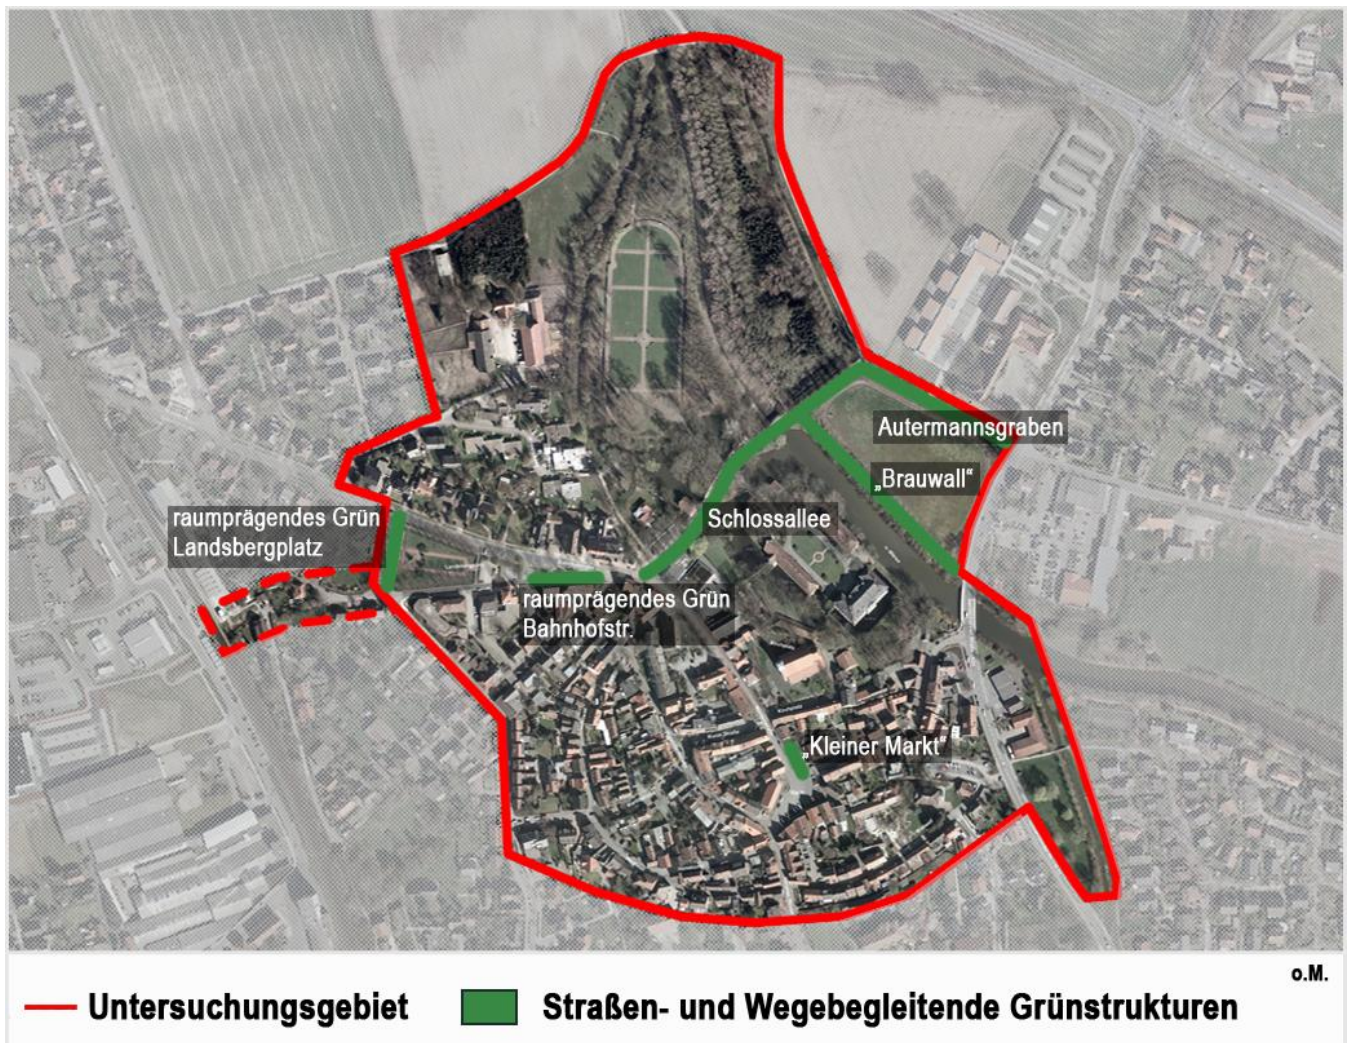 Autermannsgraben
„Brauwall“
raumprägendes Grün
Landsbergplatz
Schlossallee
raumprägendes Grün
Bahnhofstr.
„Kleiner Markt“
o.M.
Untersuchungsgebiet
Straßen- und Wegebegleitende Grünstrukturen